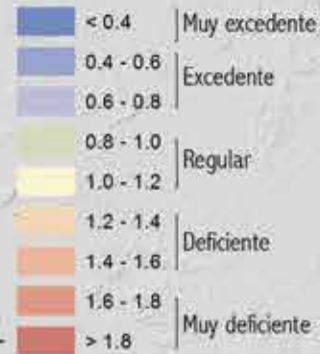 < 0.4 Muy excedente
0.4 - 0.6
Excedente
0.6 - 0.8
0.8 - 1.0
Regular
1.0 - 1.2
1.2 - 1.4
Deficiente
1.4 - 1.6
1.6 - 1.8
Muy deficiente
> 1.8